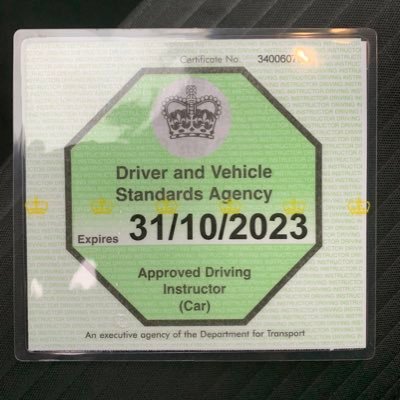 Certificate No.
Driver and Vehicle
Standards Agency
Expires 31/10/2023
Approved Driving
Instructor
(Car)
An executive agency of the Department for Transport